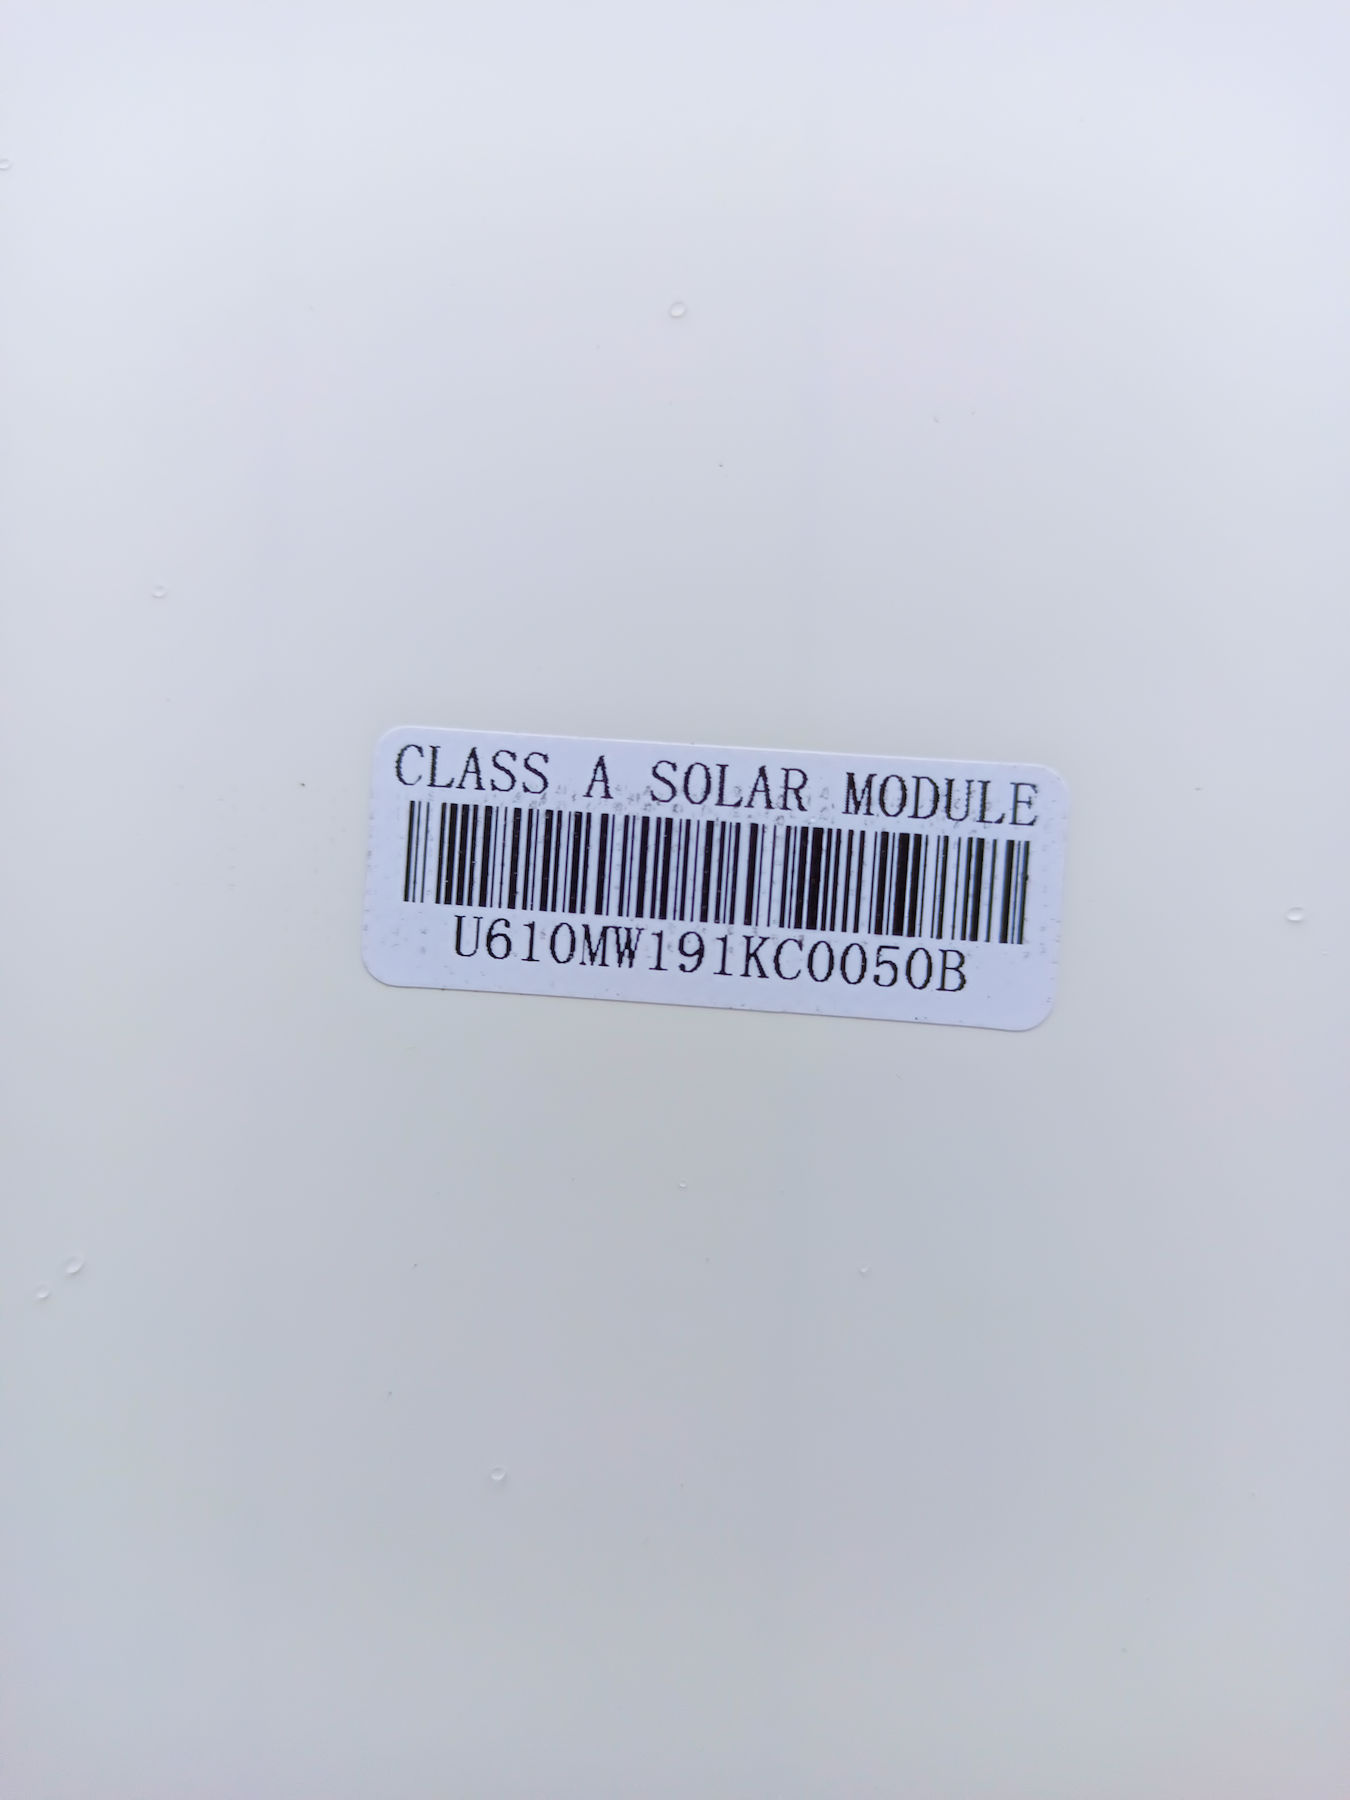 CLASS A SOLAR MODULE
U610MW191KC0050B